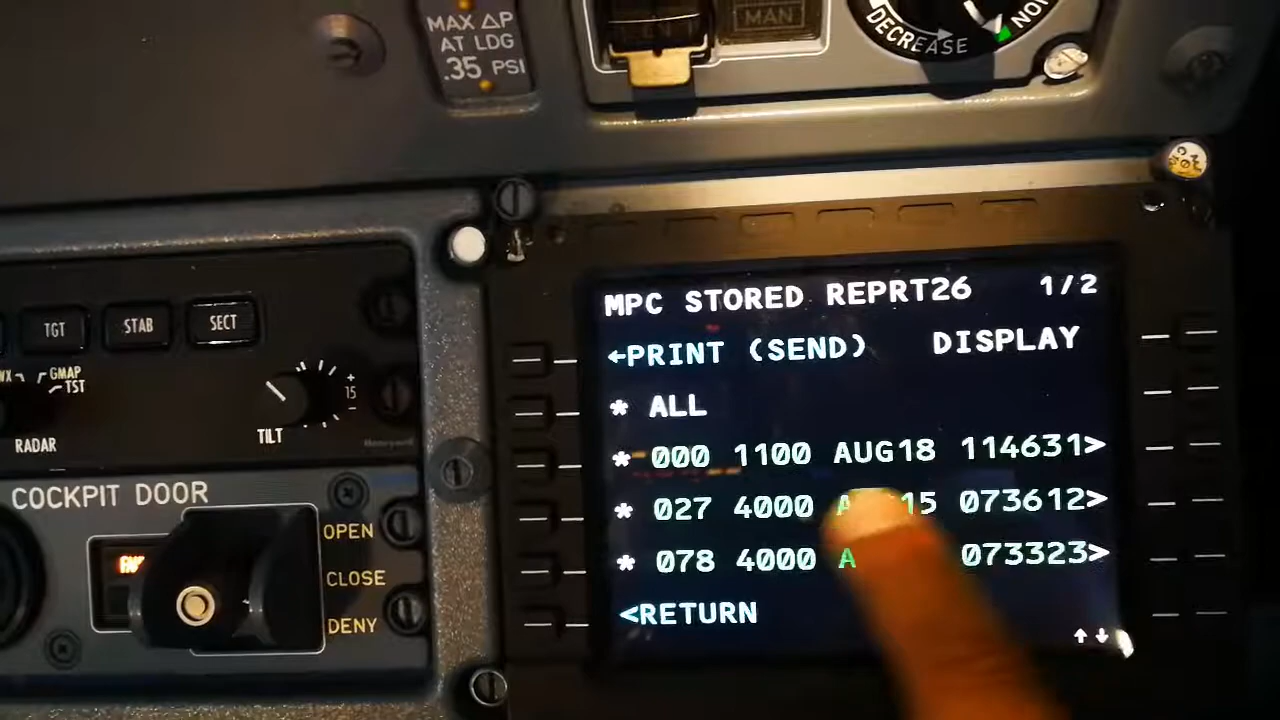 MAX ΔP
AT LDG
.35 PSI
MAN
DECREASE
MPC STORED REPRT26 1/2
←PRINT (SEND) DISPLAY
* ALL
* 000 1100 AUG18 114631>
* 027 4000 A 15 073612>
* 078 4000 A 073323>
<RETURN
↑↓
TGT
STAB
SECT
GMAP
TST
+
15
-
RADAR
TILT
Honeywell
COCKPIT DOOR
OPEN
CLOSE
DENY